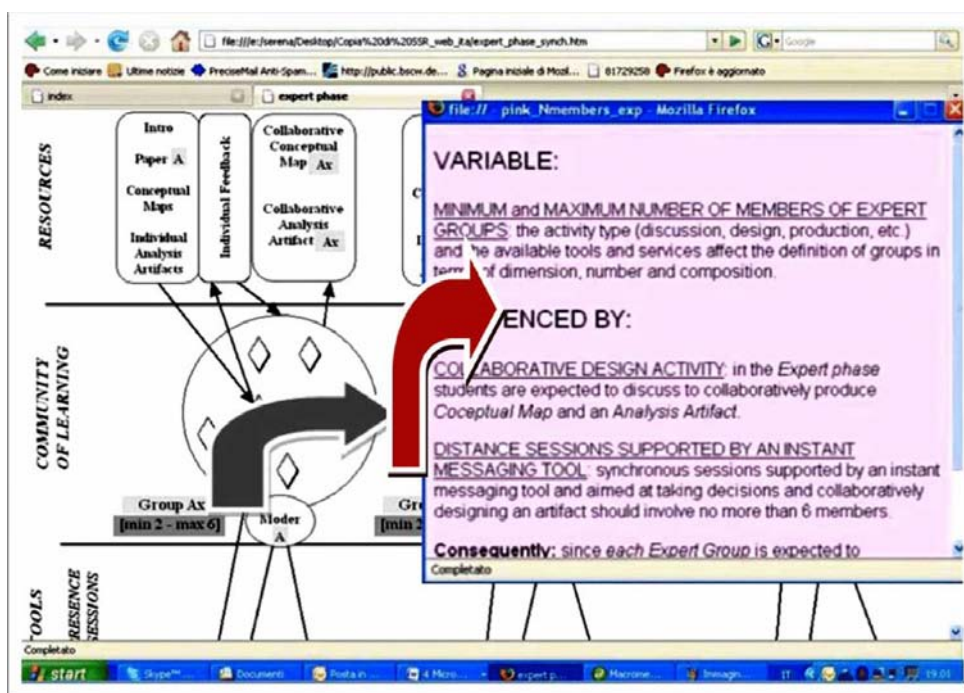 file:///e:/serena/Desktop/Copia%20di%20SSR_web_ita/expert_phase_synch.htm
Google
Come iniziare Ultime notizie PreciseMail Anti-Spam... http://public.bscw.de... Pagina iniziale di Mozil... 81729258 Firefox è aggiornato
index
expert phase
RESOURCES
Intro
Paper A
Conceptual
Maps
Individual
Analysis
Artifacts
Individual Feedback
Collaborative
Conceptual
Map Ax
Collaborative
Analysis
Artifact Ax
COMMUNITY
OF LEARNING
Group Ax
[min 2 - max 6]
Moder
A
[min 2
TOOLS
PRESENCE
SESSIONS
file:// - pink_Nmembers_exp - Mozilla Firefox
VARIABLE:
MINIMUM and MAXIMUM NUMBER OF MEMBERS OF EXPERT
GROUPS: the activity type (discussion, design, production, etc.)
and the available tools and services affect the definition of groups in
of dimension, number and composition.
ENCED BY:
COLLABORATIVE DESIGN ACTIVITY: in the Expert phase
students are expected to discuss to collaboratively produce
Coceptual Map and an Analysis Artifact.
DISTANCE SESSIONS SUPPORTED BY AN INSTANT
MESSAGING TOOL: synchronous sessions supported by an instant
messaging tool and aimed at taking decisions and collaboratively
designing an artifact should involve no more than 6 members.
Consequently: since each Expert Group is expected to
Completato
Completato
start Skype™... Documenti Posta in ... 4 Micro... expert p... Macrome... Immagin... IT 19.01